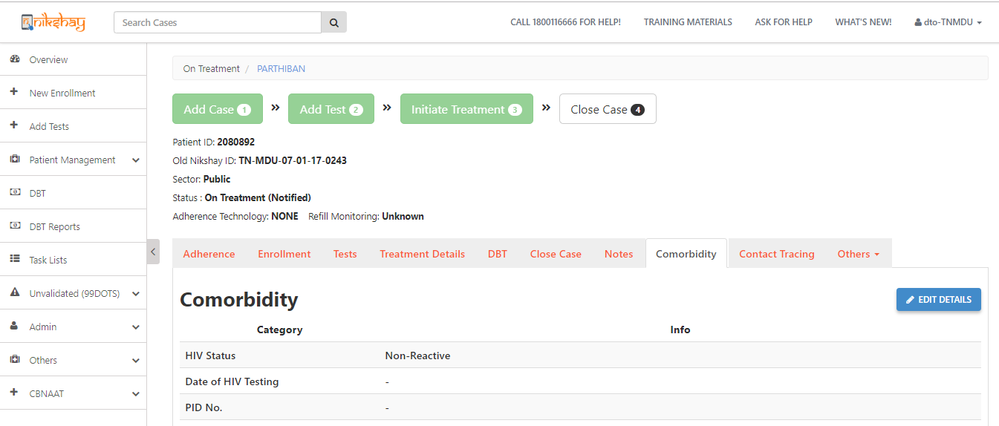 निkshay
Search Cases
CALL 1800116666 FOR HELP!
TRAINING MATERIALS
ASK FOR HELP
WHAT'S NEW!
dto-TNMDU
Overview
New Enrollment
Add Tests
Patient Management
DBT
DBT Reports
Task Lists
Unvalidated (99DOTS)
Admin
Others
CBNAAT
On Treatment / PARTHIBAN
Add Case 1 » Add Test 2 » Initiate Treatment 3 » Close Case 4
Patient ID: 2080892
Old Nikshay ID: TN-MDU-07-01-17-0243
Sector: Public
Status : On Treatment (Notified)
Adherence Technology: NONE Refill Monitoring: Unknown
Adherence Enrollment Tests Treatment Details DBT Close Case Notes Comorbidity Contact Tracing Others
Comorbidity
EDIT DETAILS
Category Info
HIV Status Non-Reactive
Date of HIV Testing -
PID No. -